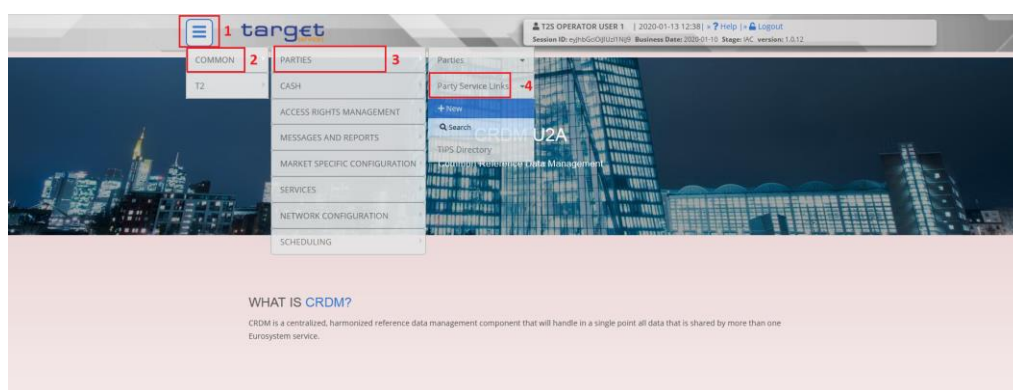 1 target
T2S OPERATOR USER 1 | 2020-01-13 12:38| » ? Help |» Logout
Business Date: 2020-01-10 Stage: IAC version: 1.0.12
COMMON 2
T2
PARTIES 3
CASH
ACCESS RIGHTS MANAGEMENT
MESSAGES AND REPORTS
MARKET SPECIFIC CONFIGURATION
SERVICES
NETWORK CONFIGURATION
SCHEDULING
Parties
Party Service Links 4
+ New
Search
TIPS Directory
CRDM U2A
Common Reference Data Management
WHAT IS CRDM?
CRDM is a centralized, harmonized reference data management component that will handle in a single point all data that is shared by more than one
Eurosystem service.